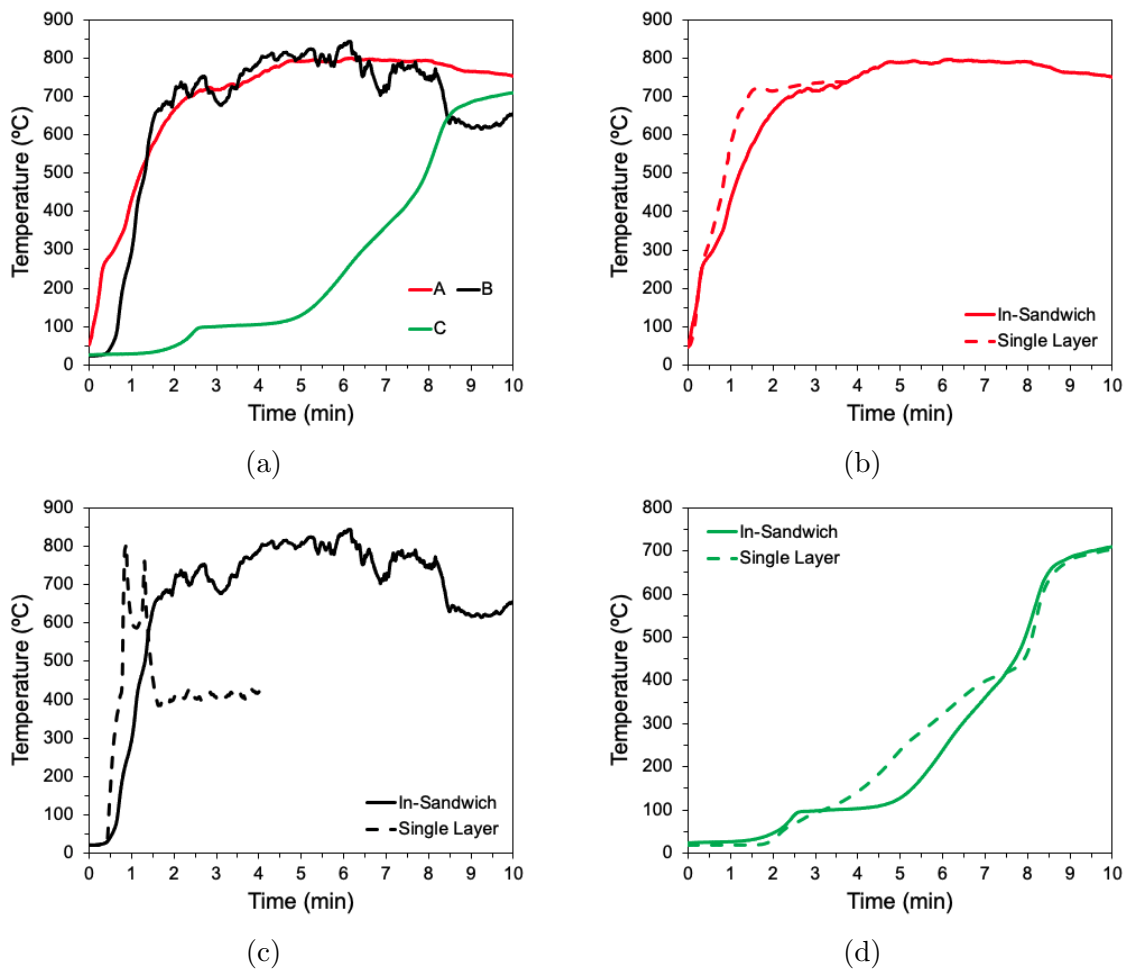 900
800
700
600
500
400
300
200
100
0
Temperature (ºC)
A B
C
0 1 2 3 4 5 6 7 8 9 10
Time (min)
(a)
900
800
700
600
500
400
300
200
100
0
Temperature (ºC)
In-Sandwich
Single Layer
0 1 2 3 4 5 6 7 8 9 10
Time (min)
(b)
900
800
700
600
500
400
300
200
100
0
Temperature (ºC)
In-Sandwich
Single Layer
0 1 2 3 4 5 6 7 8 9 10
Time (min)
(c)
800
700
600
500
400
300
200
100
0
Temperature (ºC)
In-Sandwich
Single Layer
0 1 2 3 4 5 6 7 8 9 10
Time (min)
(d)